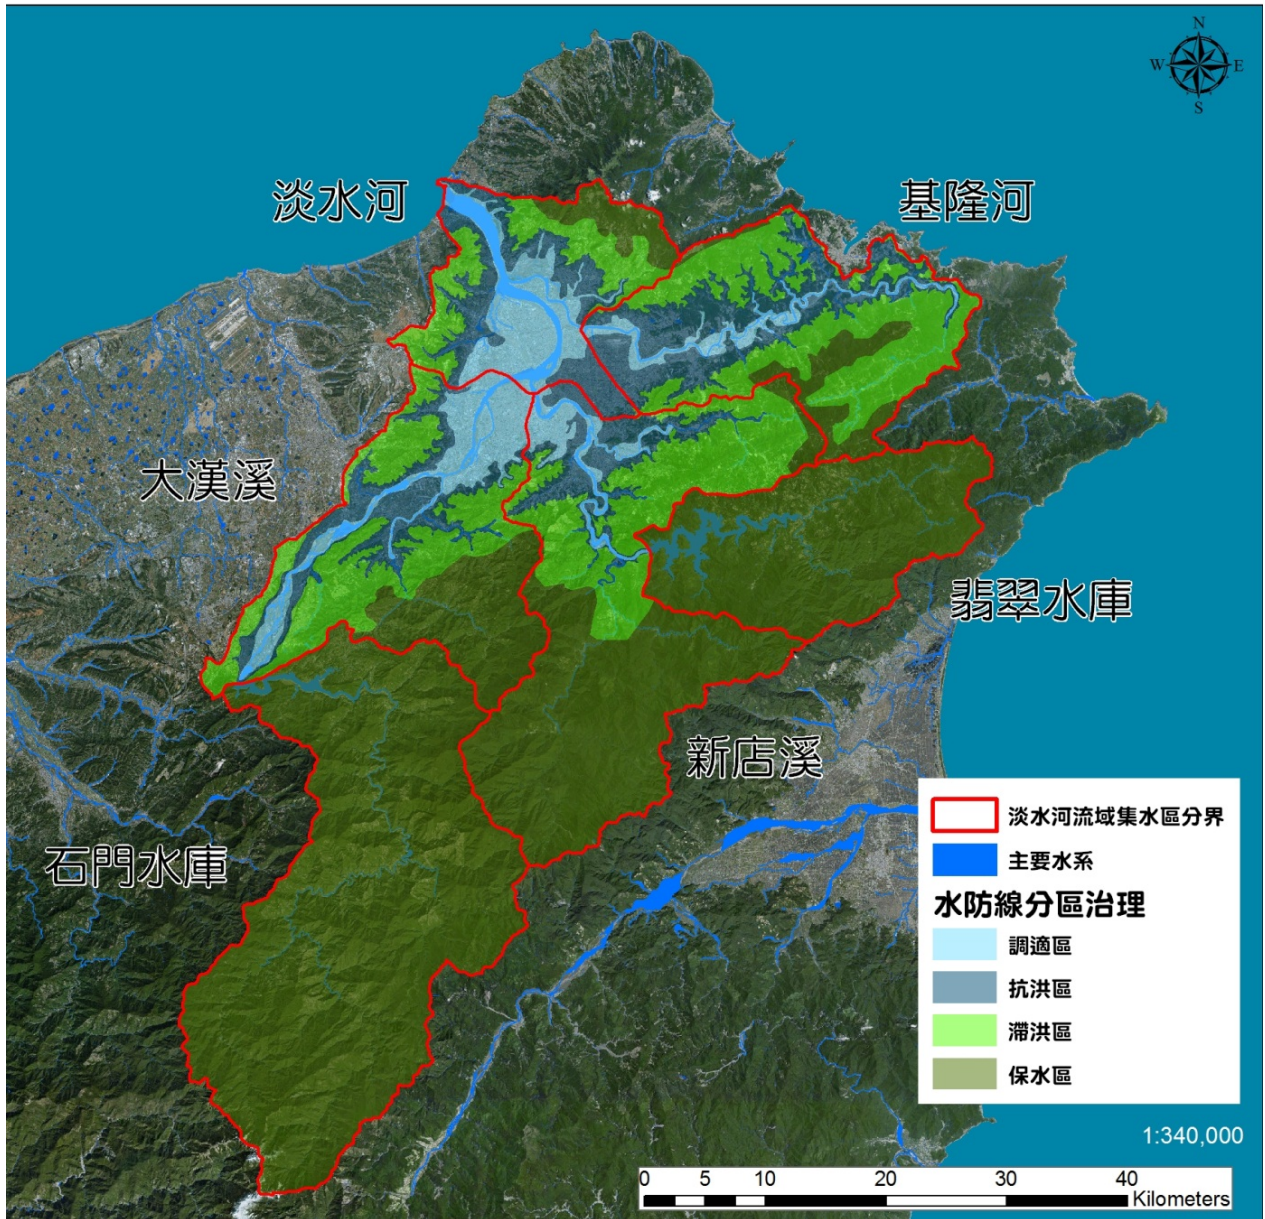 N
W E
S
淡水河
基隆河
大漢溪
翡翠水庫
新店溪
石門水庫
淡水河流域集水區分界
主要水系
水防線分區治理
調適區
抗洪區
滯洪區
保水區
1:340,000
0 5 10 20 30 40
Kilometers